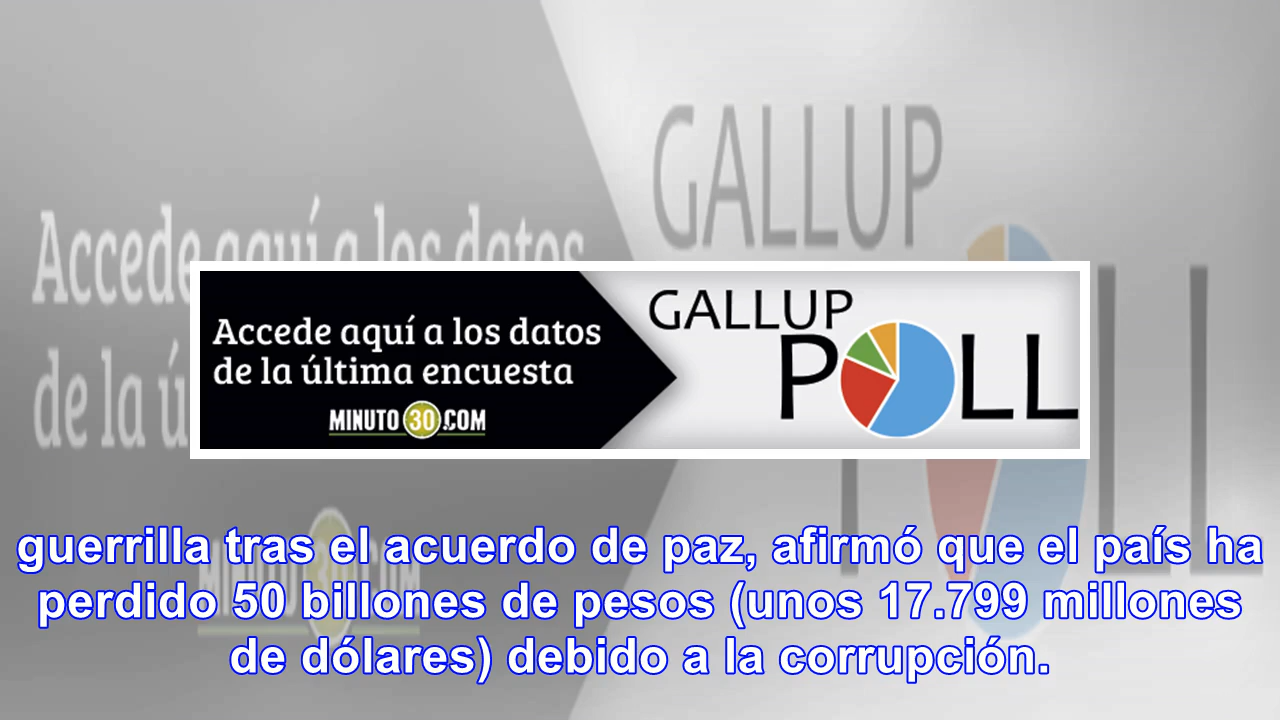 GALLUP
Accede aquí a los datos
de la última encuesta
MINUTO30.COM
GALLUP
POLL
guerrilla tras el acuerdo de paz, afirmó que el país ha
perdido 50 billones de pesos (unos 17.799 millones
de dólares) debido a la corrupción.